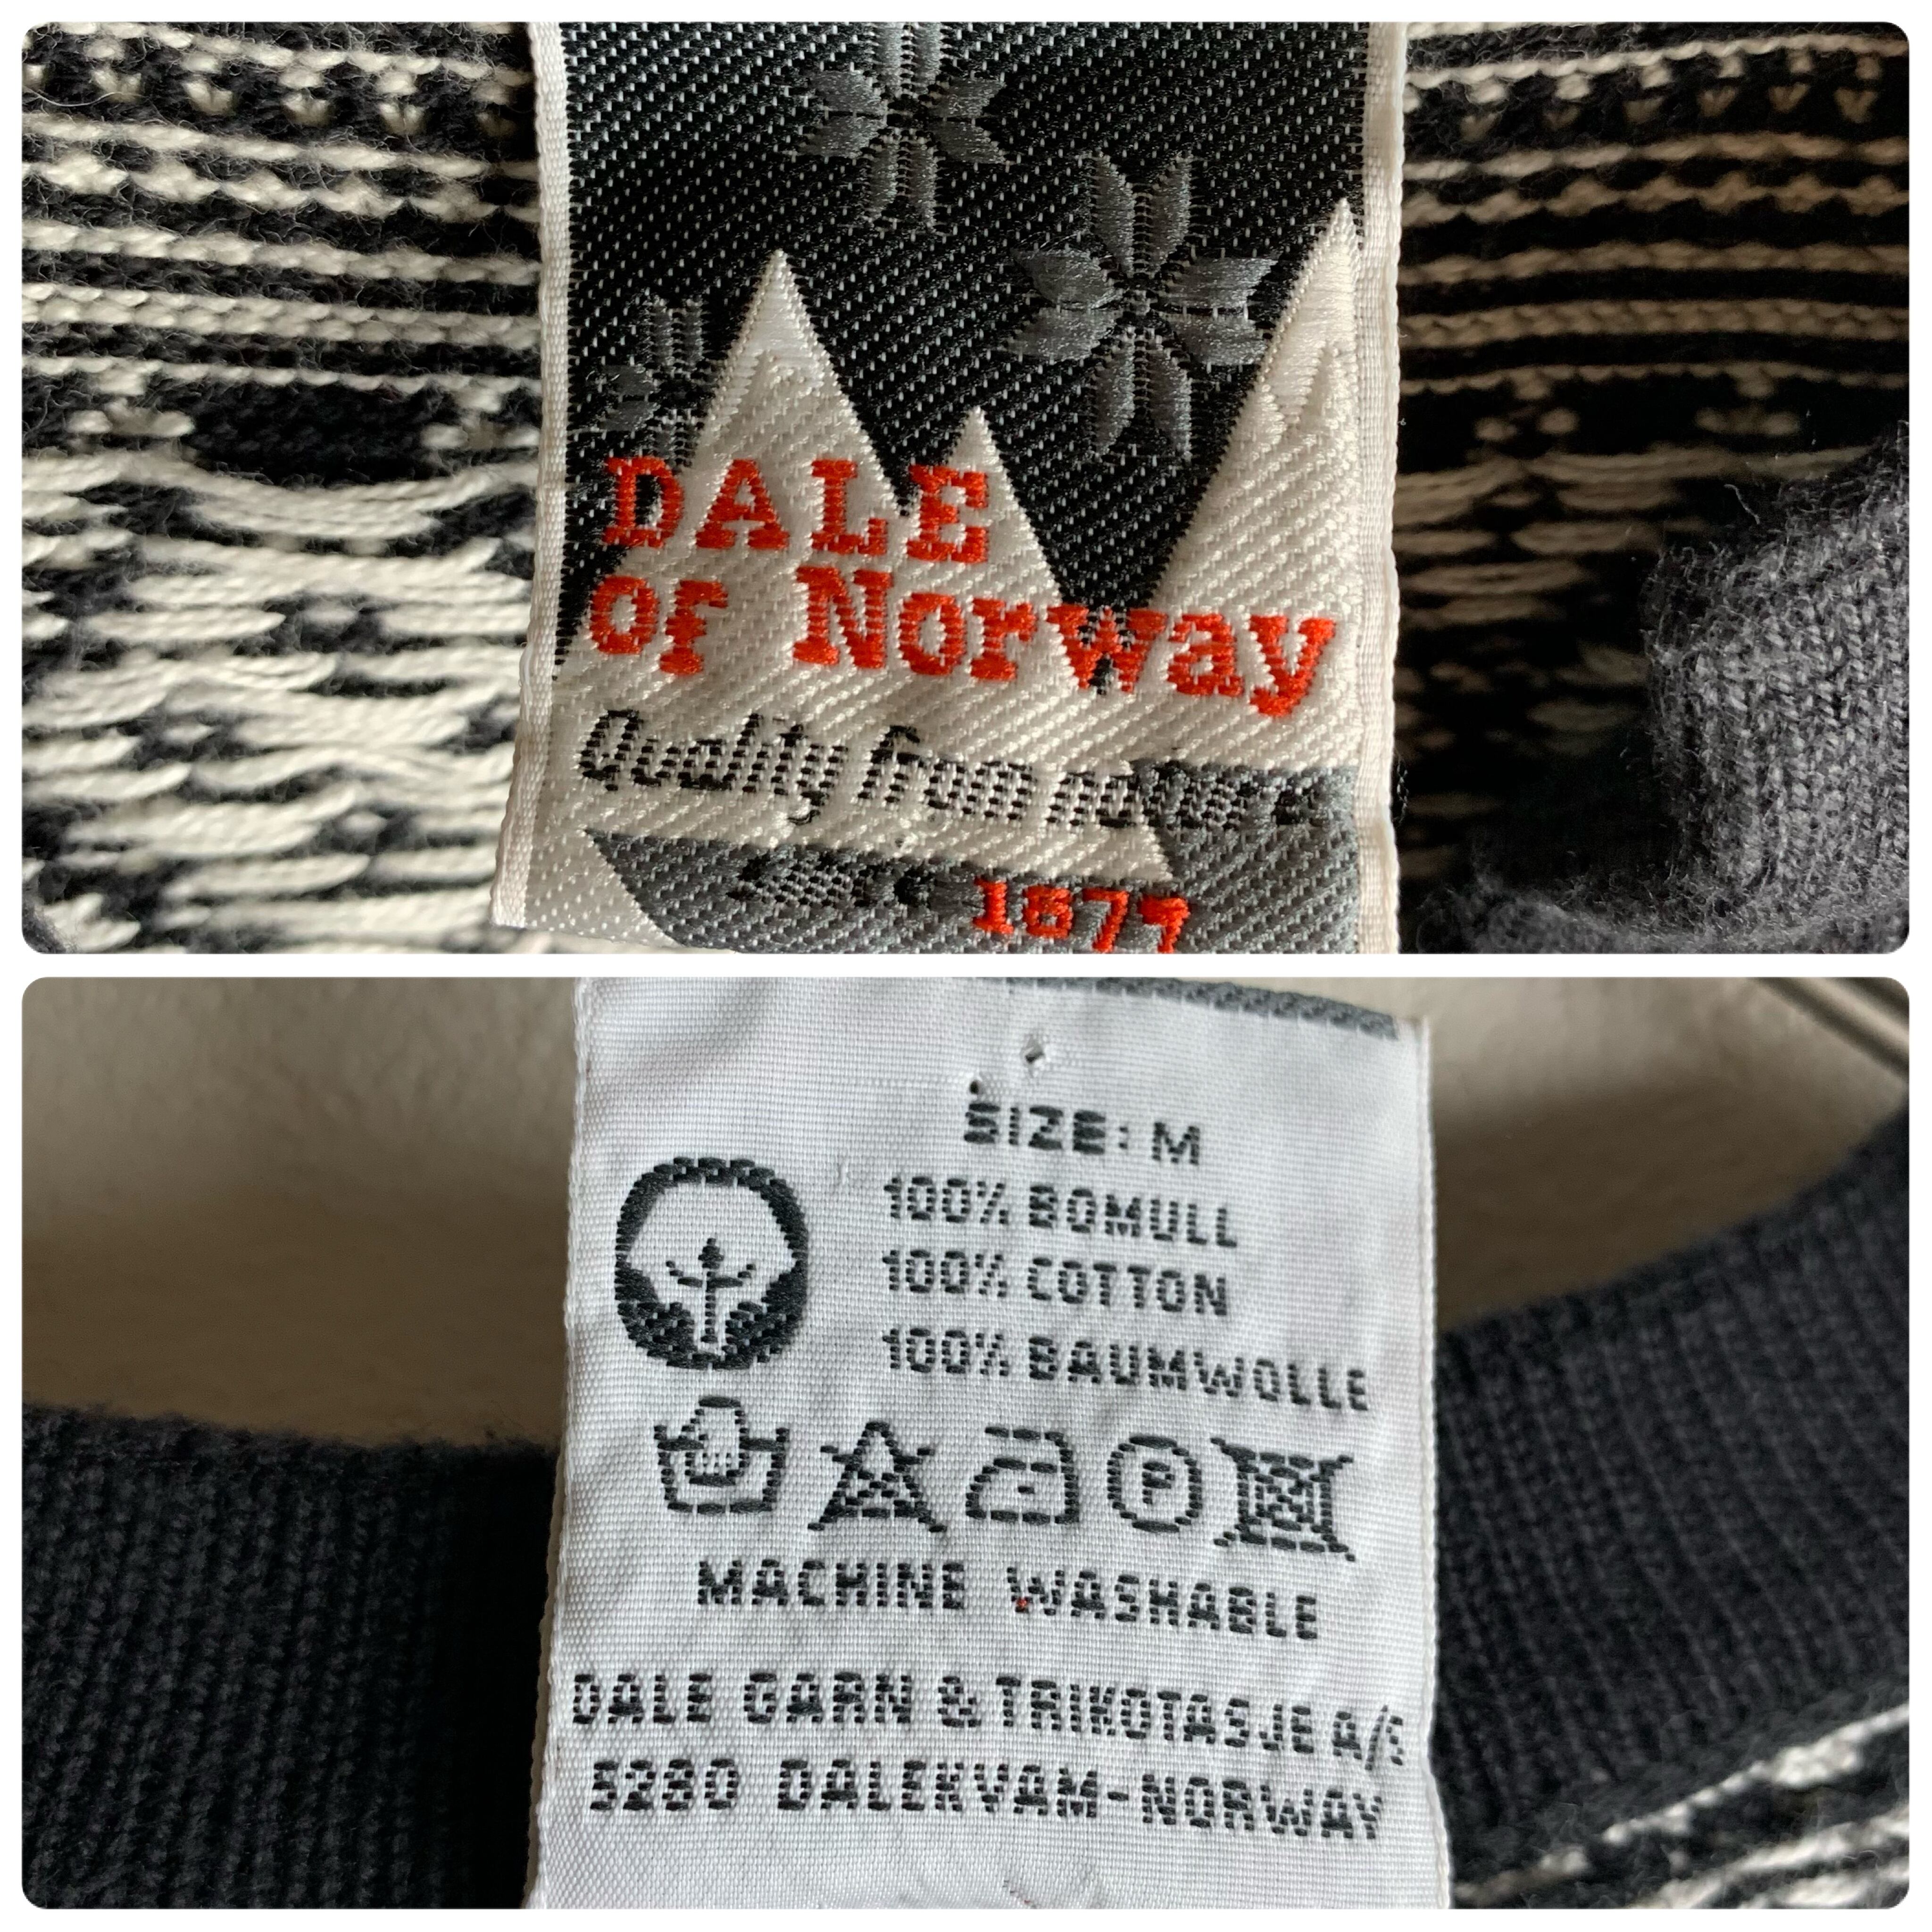 DALE
of Norway
Quality from nature
1877
SIZE: M
100% BOMULL
100% COTTON
100% BAUMWOLLE
P
MACHINE WASHABLE
DALE GARN & TRIKOTASJE A/S
5280 DALEKVAM-NORWAY